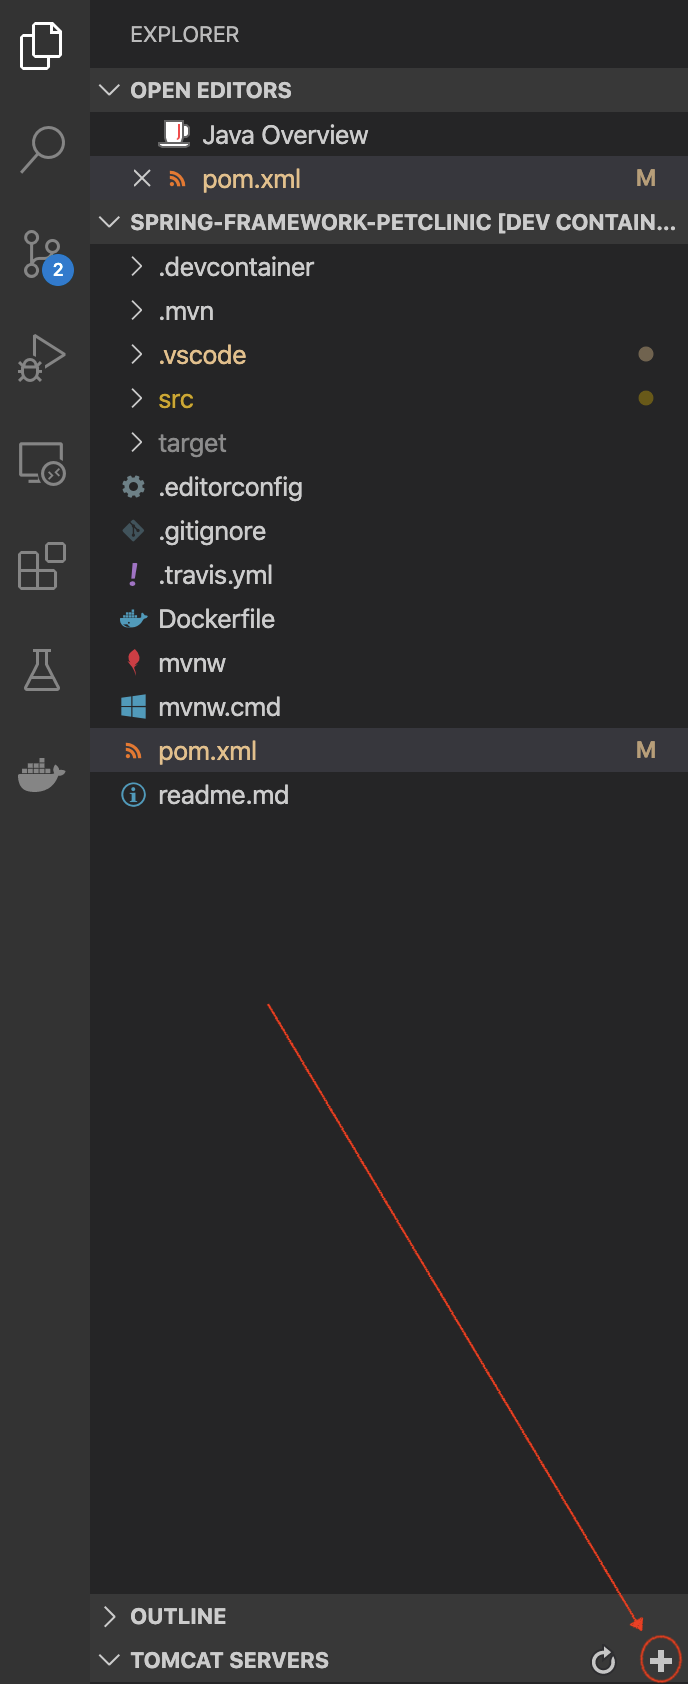 EXPLORER
OPEN EDITORS
Java Overview
pom.xml M
SPRING-FRAMEWORK-PETCLINIC [DEV CONTAIN...
.devcontainer
2
.mvn
.vscode
src
target
.editorconfig
.gitignore
! .travis.yml
Dockerfile
mvnw
mvnw.cmd
pom.xml M
readme.md
OUTLINE
TOMCAT SERVERS